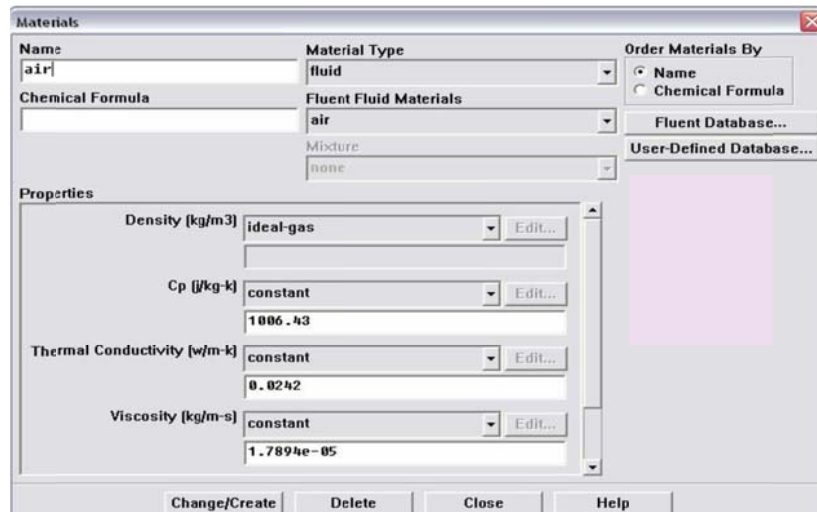 Materials
Name
air
Chemical Formula
Material Type
fluid
Fluent Fluid Materials
air
Mixture
none
Order Materials By
Name
Chemical Formula
Fluent Database...
User-Defined Database...
Properties
Density (kg/m3)
ideal-gas
Edit...
Cp (j/kg-k)
constant
Edit...
1006.43
Thermal Conductivity (w/m-k)
constant
Edit...
0.0242
Viscosity (kg/m-s)
constant
Edit...
1.7894e-05
Change/Create
Delete
Close
Help